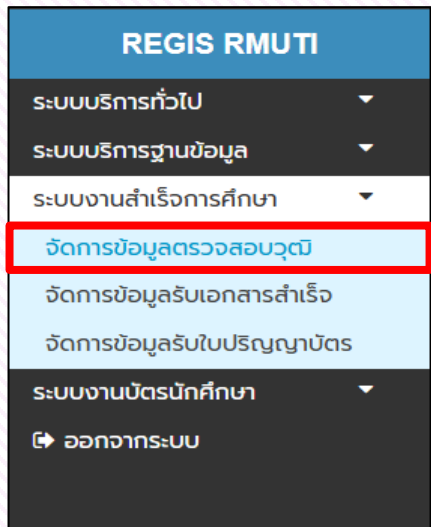 REGIS RMUTI
ระบบบริการทั่วไป
ระบบบริการฐานข้อมูล
ระบบงานสำเร็จการศึกษา
จัดการข้อมูลตรวจสอบวุฒิ
จัดการข้อมูลรับเอกสารสำเร็จ
จัดการข้อมูลรับใบปริญญาบัตร
ระบบงานบัตรนักศึกษา
ออกจากระบบ